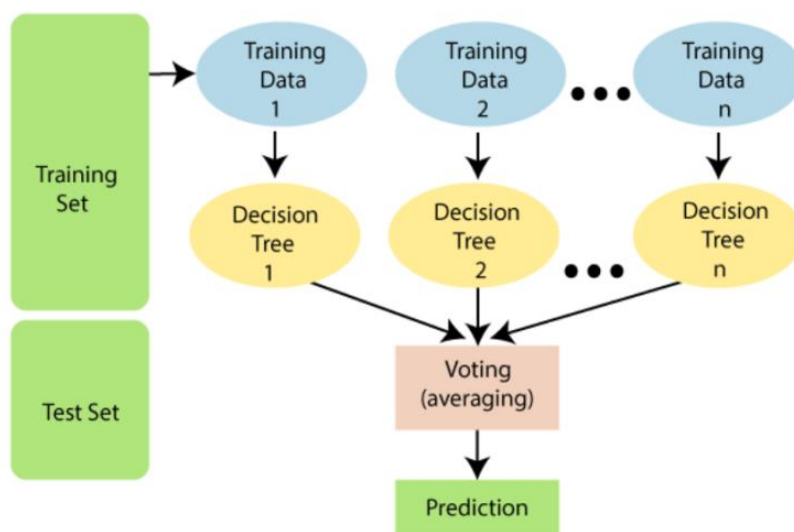 Training
Set
Test Set
Training
Data
1
Training
Data
2
Training
Data
n
Decision
Tree
1
Decision
Tree
2
Decision
Tree
n
Voting
(averaging)
Prediction